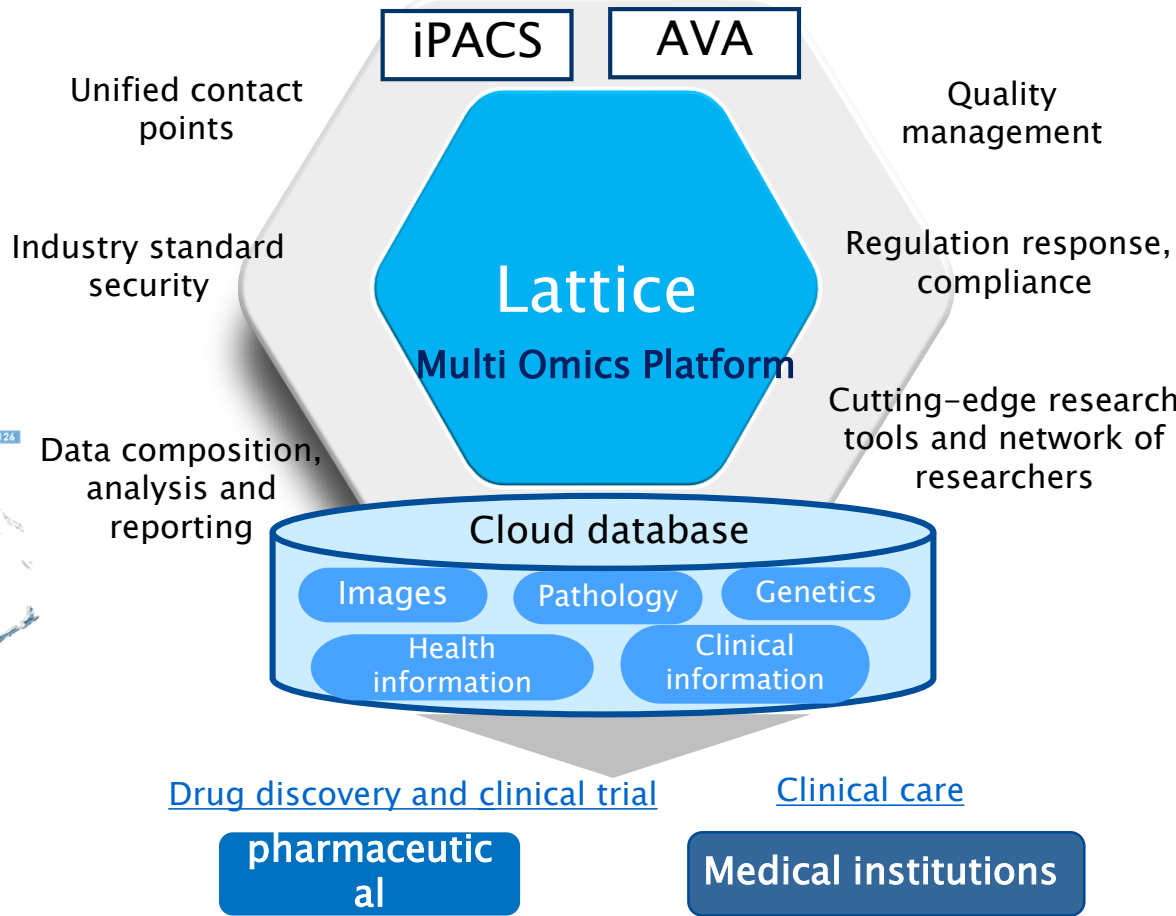 iPACS
AVA
Unified contact
points
Quality
management
Industry standard
security
Regulation response,
compliance
Lattice
Multi Omics Platform
Data composition,
analysis and
reporting
Cutting-edge research
tools and network of
researchers
126
Cloud database
Images
Pathology
Genetics
Health
information
Clinical
information
Drug discovery and clinical trial
Clinical care
pharmaceutic
al
Medical institutions